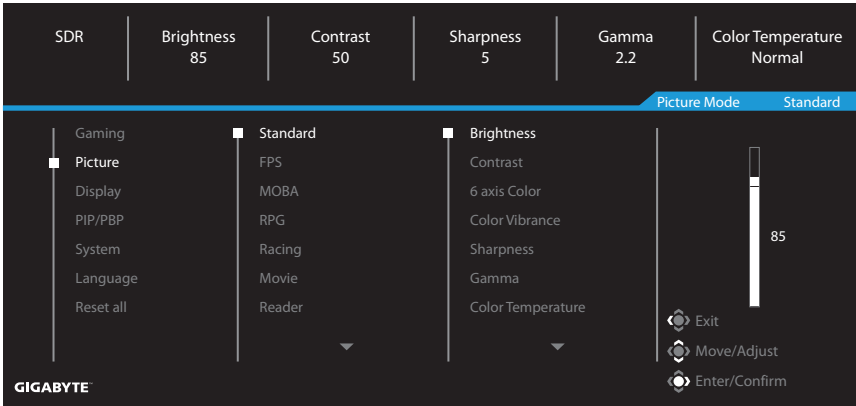 SDR
Brightness
85
Contrast
50
Sharpness
5
Gamma
2.2
Color Temperature
Normal
Picture Mode Standard
Gaming
Picture
Display
PIP/PBP
System
Language
Reset all
Standard
FPS
MOBA
RPG
Racing
Movie
Reader
Brightness
Contrast
6 axis Color
Color Vibrance
Sharpness
Gamma
Color Temperature
85
Exit
Move/Adjust
Enter/Confirm
GIGABYTE™